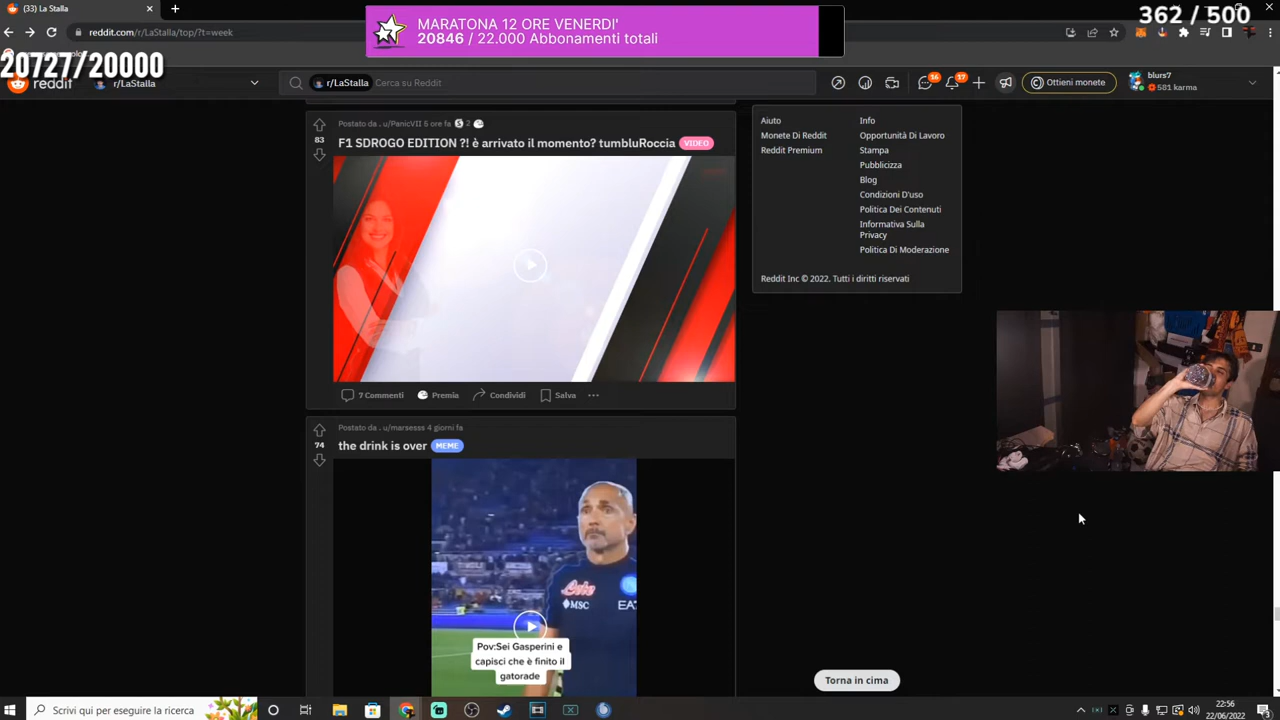 (33) La Stalla
reddit.com/r/LaStalla/top/?t=week
MARATONA 12 ORE VENERDI'
20846 / 22.000 Abbonamenti totali
362 / 500
20727/20000
reddit
r/LaStalla
r/LaStalla
Cerca su Reddit
16
17
Ottieni monete
blurs7
581 karma
Postato da . u/PanicVII 5 ore fa
2
83
F1 SDROGO EDITION ?! è arrivato il momento? tumbluRoccia
VIDEO
7 Commenti
Premia
Condividi
Salva
Aiuto
Monete Di Reddit
Reddit Premium
Info
Opportunità Di Lavoro
Stampa
Pubblicizza
Blog
Condizioni D'uso
Politica Dei Contenuti
Informativa Sulla
Privacy
Politica Di Moderazione
Reddit Inc © 2022. Tutti i diritti riservati
Postato da . u/marsesss 4 giorni fa
74
the drink is over
MEME
Lete
MSC
EA7
Pov:Sei Gasperini e
capisci che è finito il
gatorade
Torna in cima
Scrivi qui per eseguire la ricerca
22:56
22/06/2022